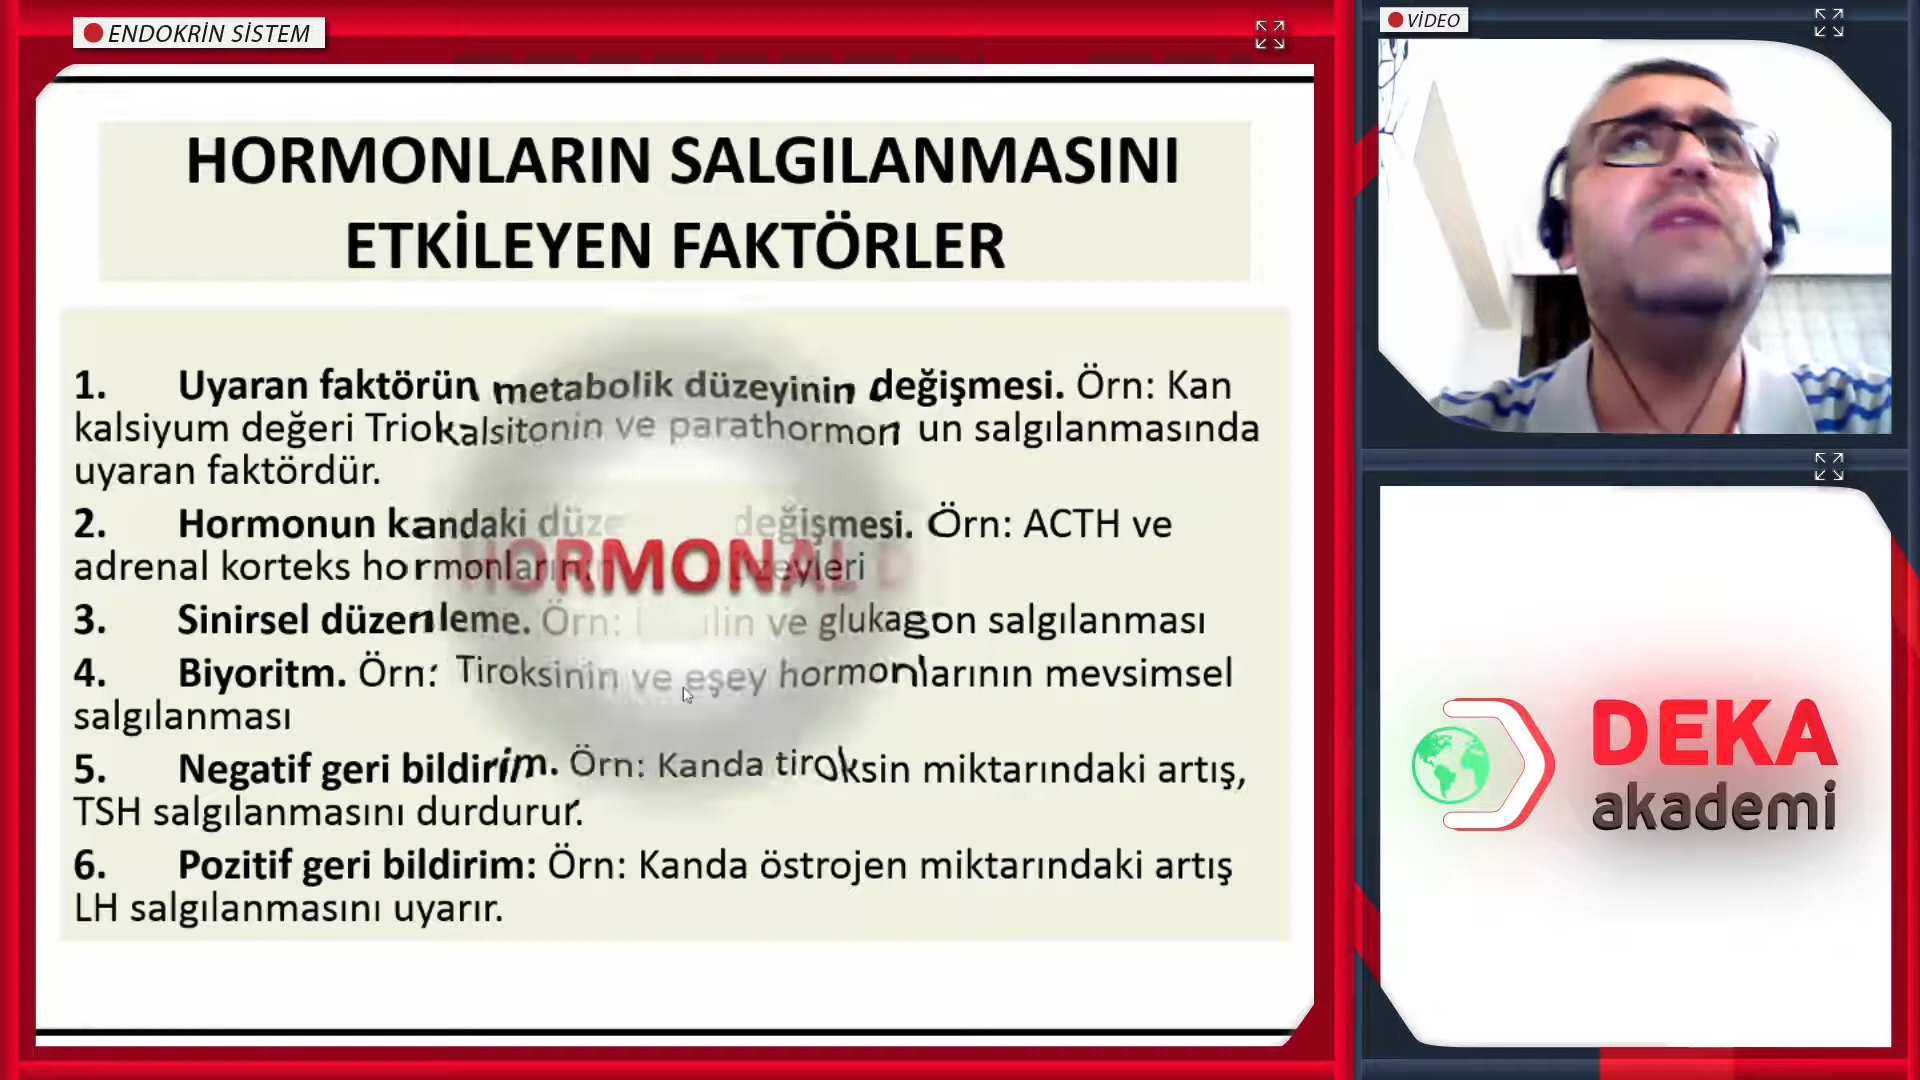 ENDOKRİN SİSTEM
VİDEO
HORMONLARIN SALGILANMASINI
ETKİLEYEN FAKTÖRLER
1. Uyaran faktörün metabolik düzeyinin değişmesi. Örn: Kan
kalsiyum değeri Triokalsitonin ve parathormon un salgılanmasında
uyaran faktördür.
2. Hormonun kandaki değişmesi. Örn: ACTH ve
adrenal korteks hormonlarının
HORMONAL
3. Sinirsel düzenleme. Örn: ve glukagon salgılanması
4. Biyoritm. Örn: Tiroksinin ve eşey hormonlarının mevsimsel
salgılanması
5. Negatif geri bildirim. Örn: Kanda tiroksin miktarındaki artış,
TSH salgılanmasını durdurur.
6. Pozitif geri bildirim: Örn: Kanda östrojen miktarındaki artış
LH salgılanmasını uyarır.
DEKA
akademi